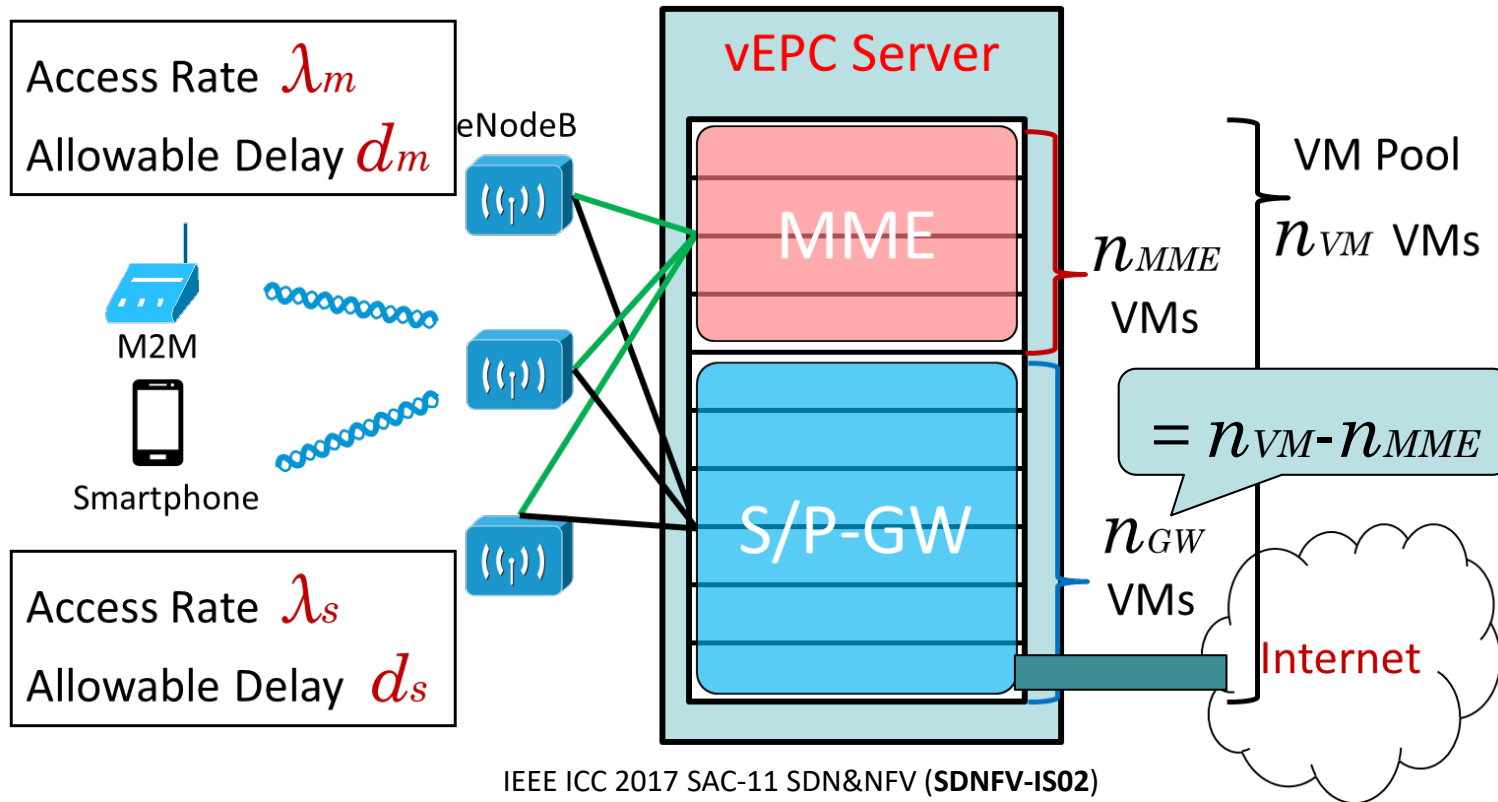 Access Rate λm
Allowable Delay dm
eNodeB
M2M
Smartphone
Access Rate λs
Allowable Delay ds
vEPC Server
MME
S/P-GW
nMME
VMs
VM Pool
nVM VMs
= nVM-nMME
nGW
VMs
Internet
IEEE ICC 2017 SAC-11 SDN&NFV (SDNFV-IS02)